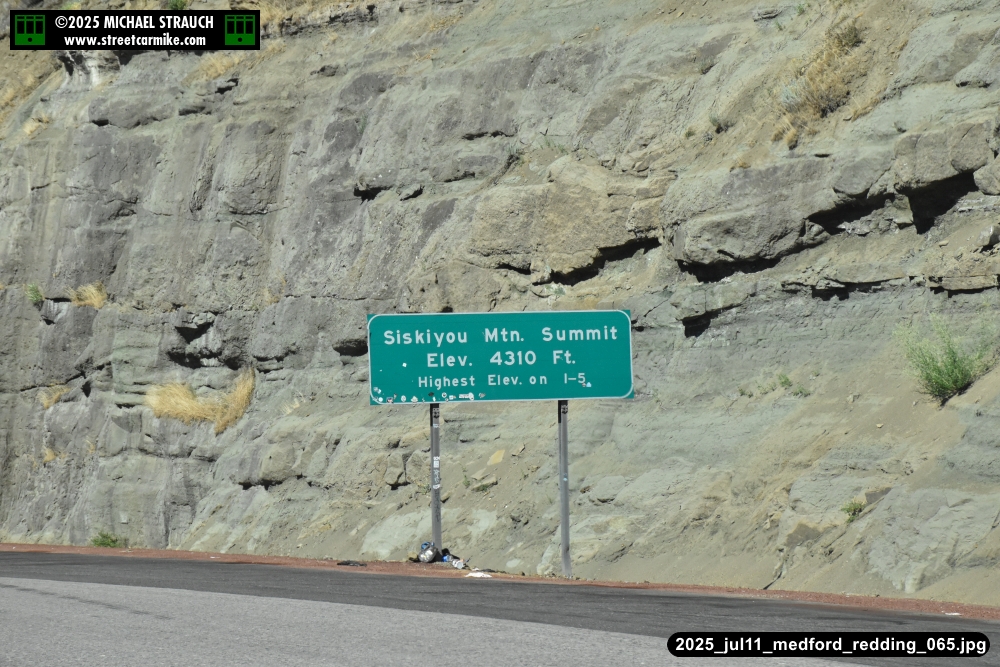 ©2025 MICHAEL STRAUCH
www.streetcarmike.com
Siskiyou Mtn. Summit
Elev. 4310 Ft.
Highest Elev. on I-5
2025_jul11_medford_redding_065.jpg